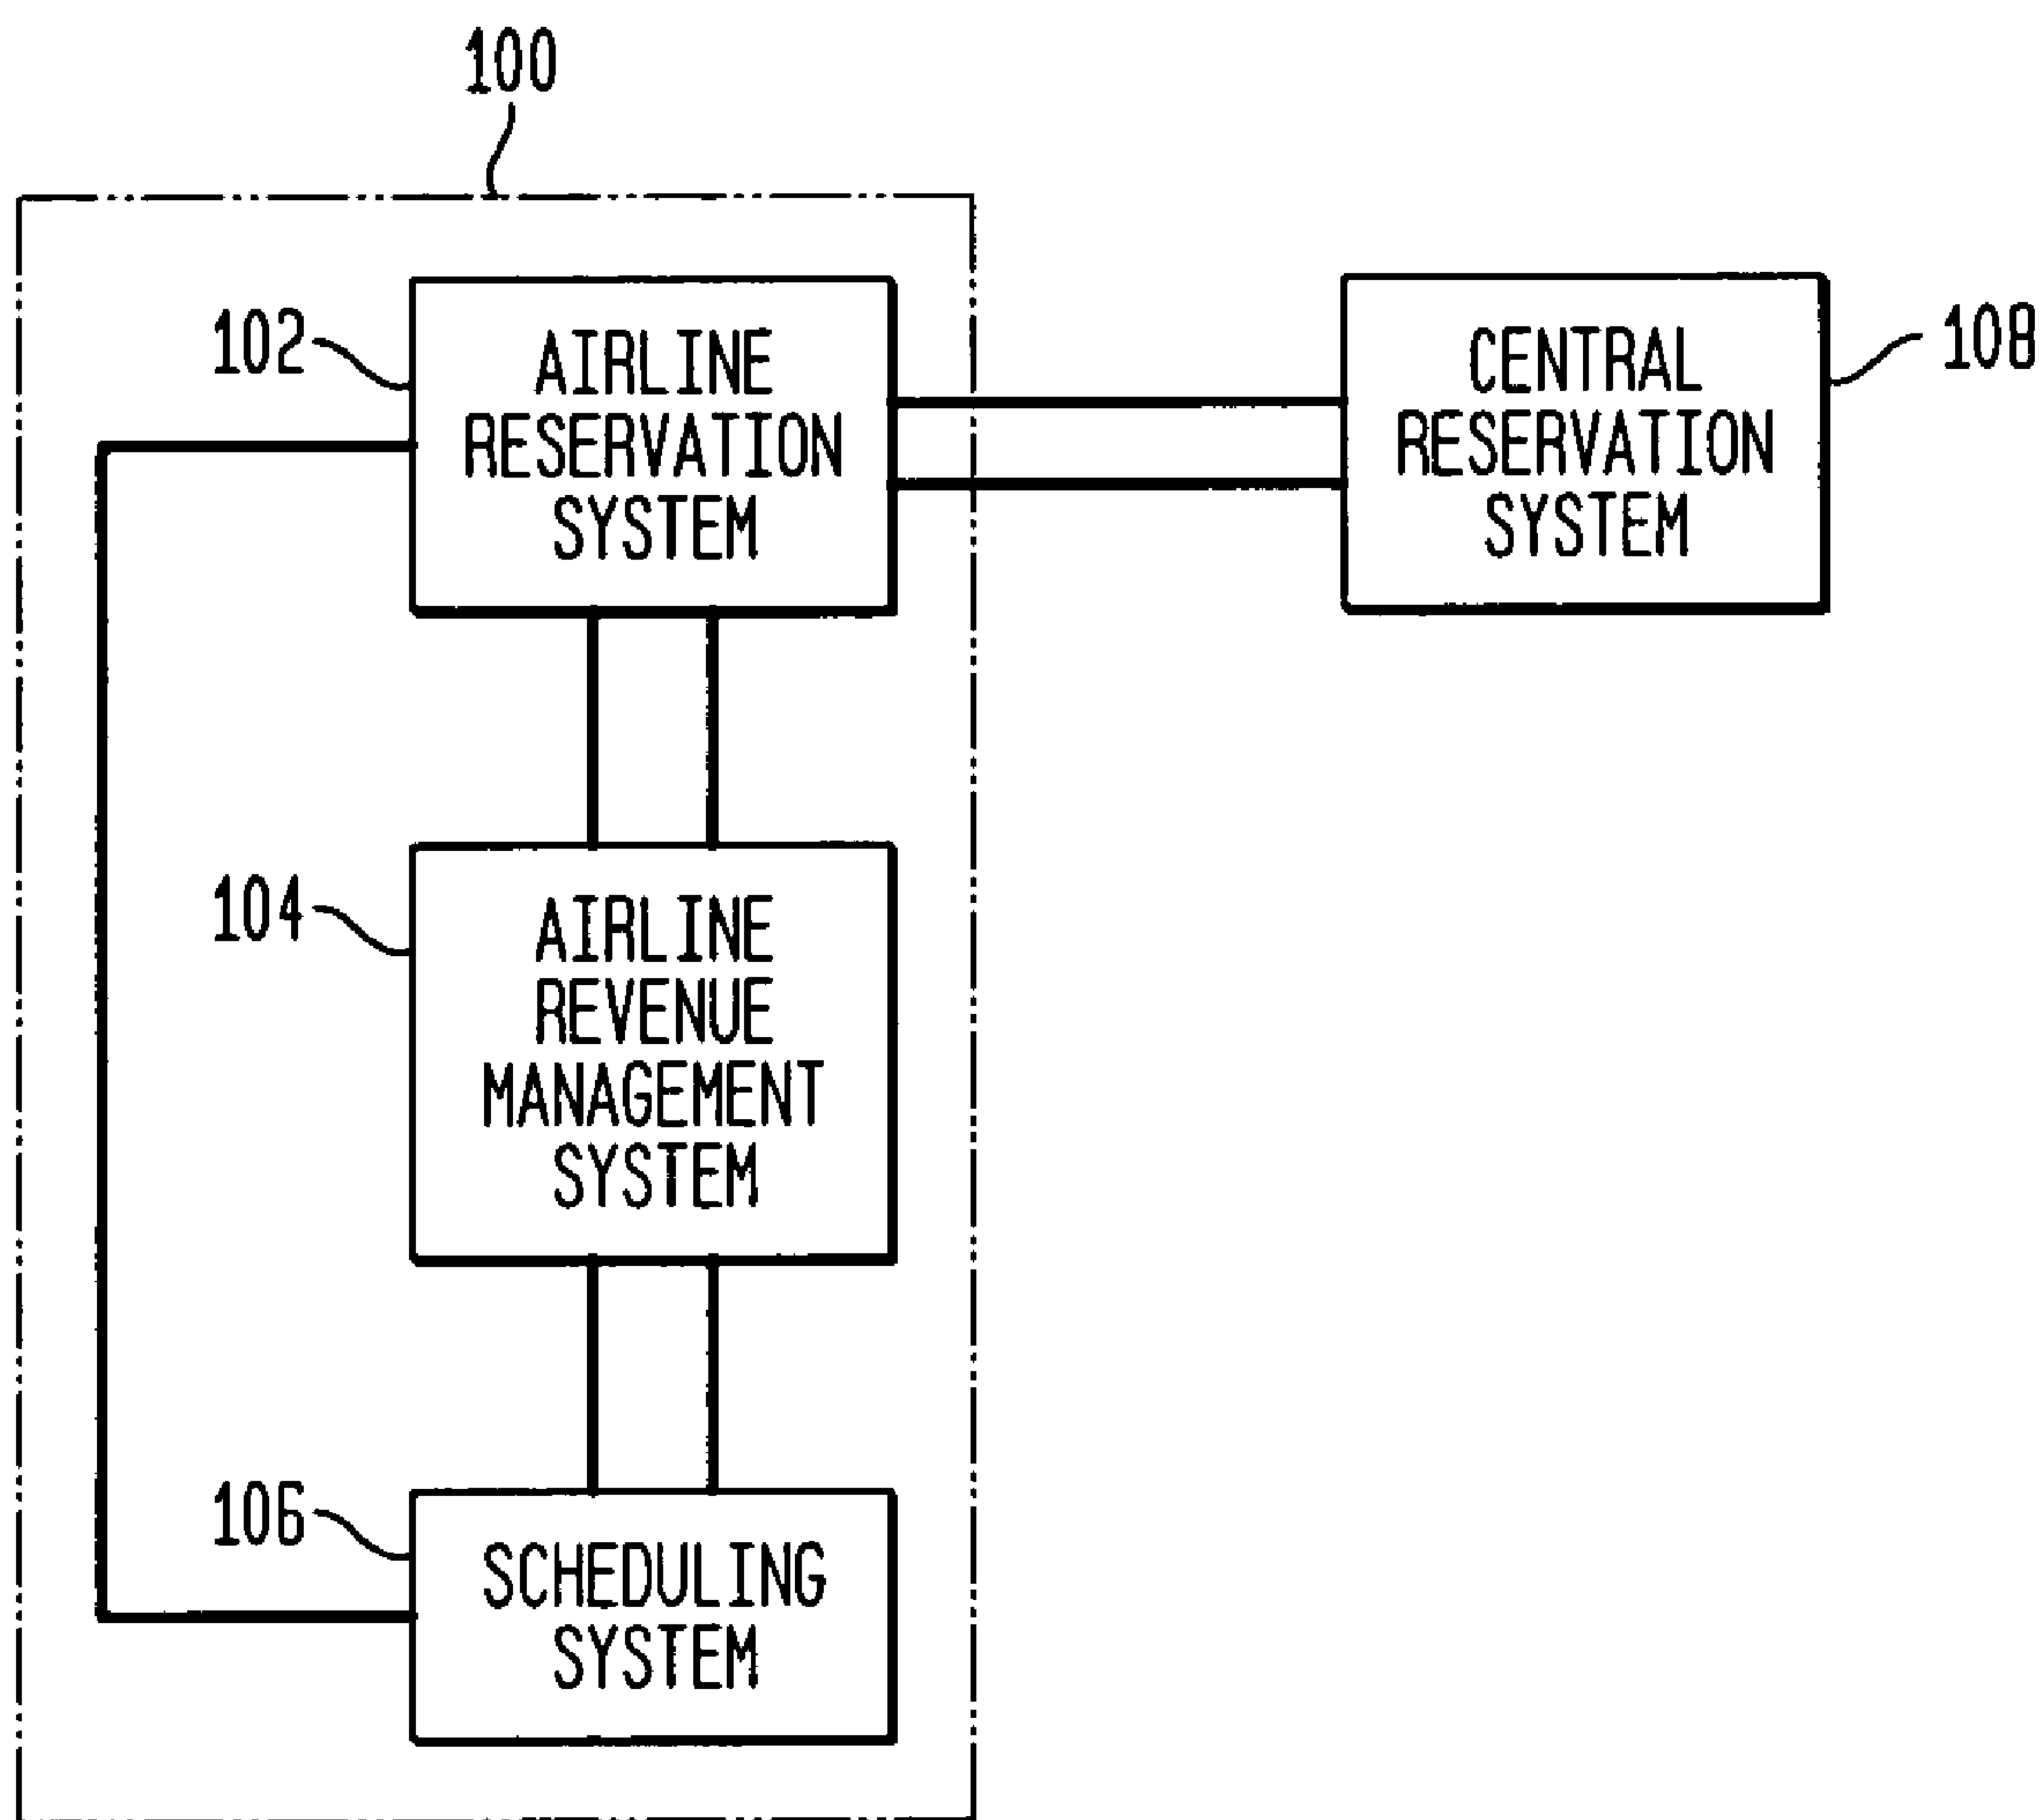 100
102
AIRLINE
RESERVATION
SYSTEM
CENTRAL
RESERVATION
SYSTEM
108
104
AIRLINE
REVENUE
MANAGEMENT
SYSTEM
106
SCHEDULING
SYSTEM